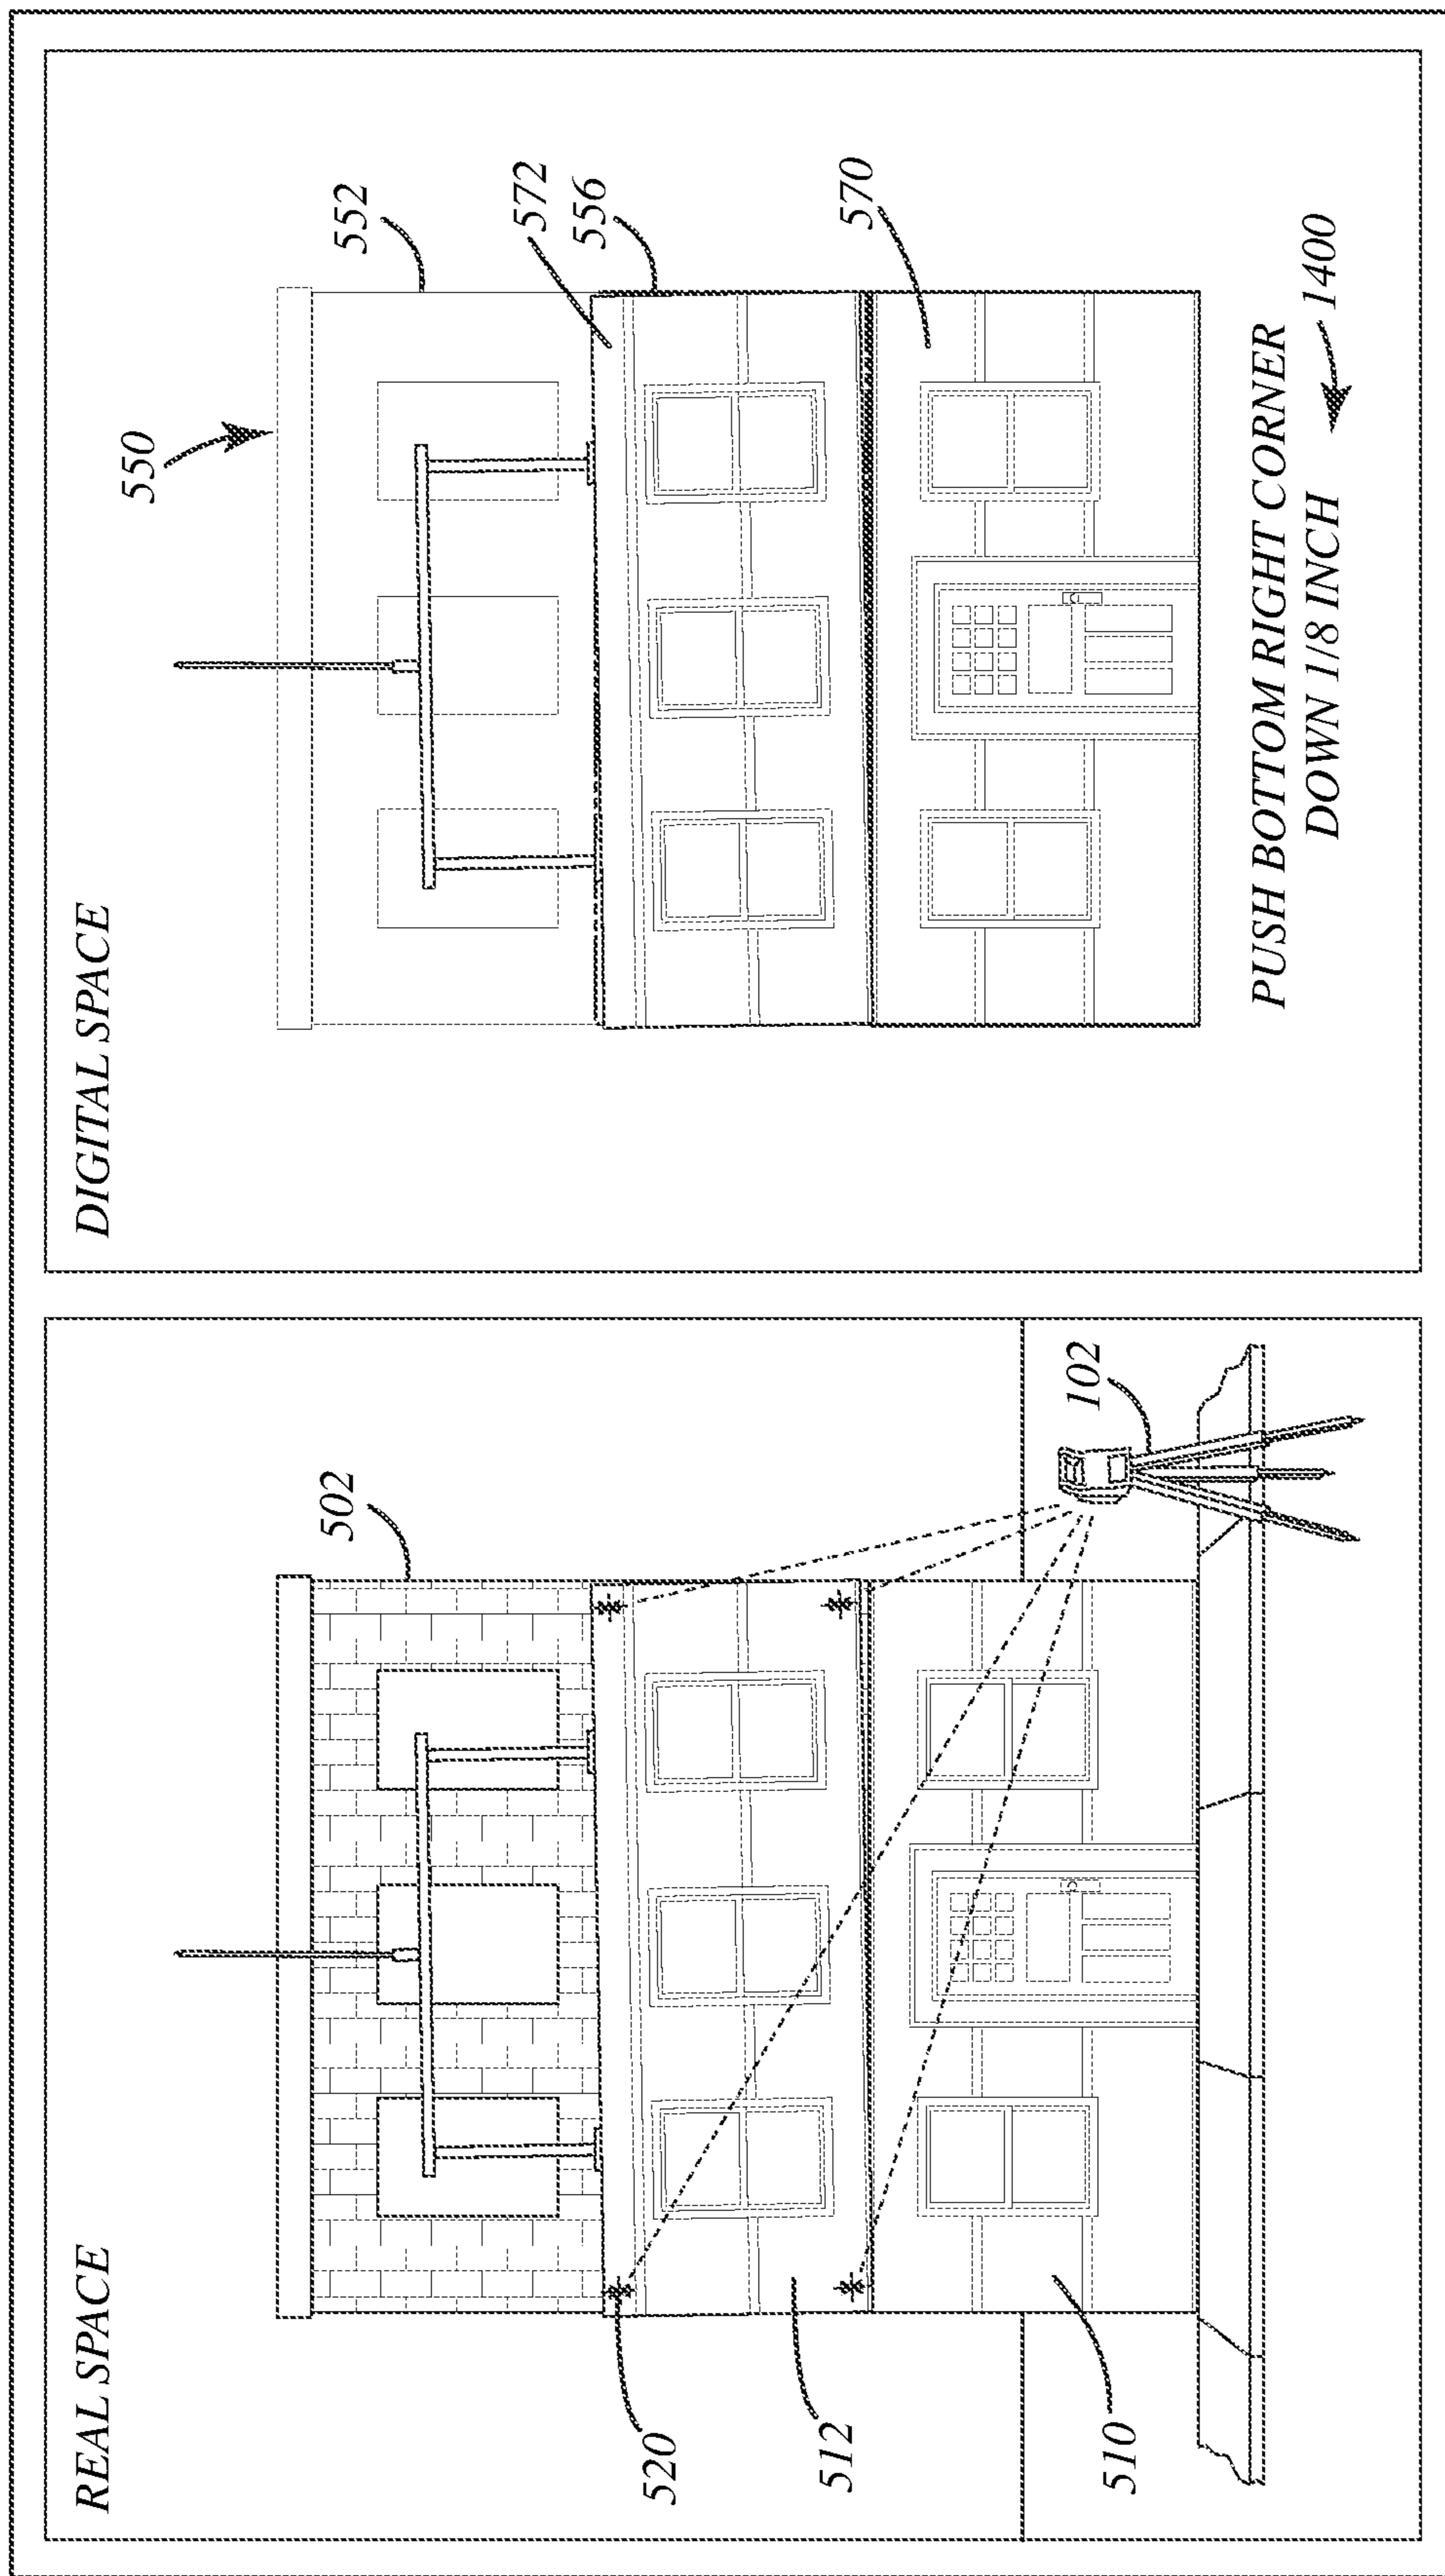 REAL SPACE
502
102
520
512
510
DIGITAL SPACE
550
552
572
556
570
PUSH BOTTOM RIGHT CORNER
DOWN 1/8 INCH
1400